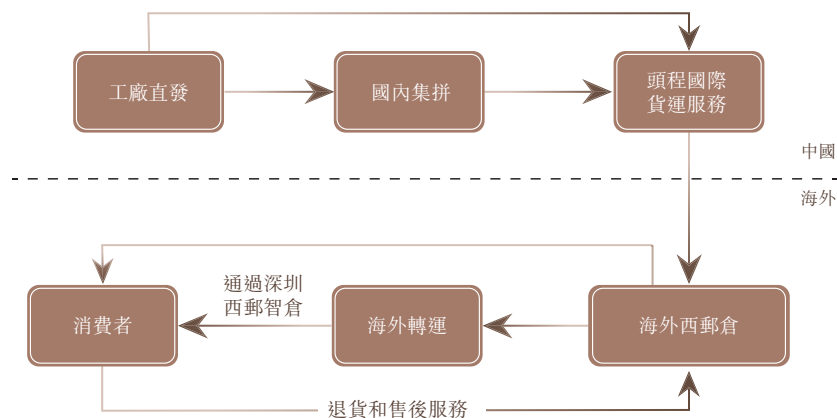 工廠直發
國內集拼
頭程國際
貨運服務
中國
海外
通過深圳
西郵智倉
消費者
海外轉運
海外西郵倉
退貨和售後服務